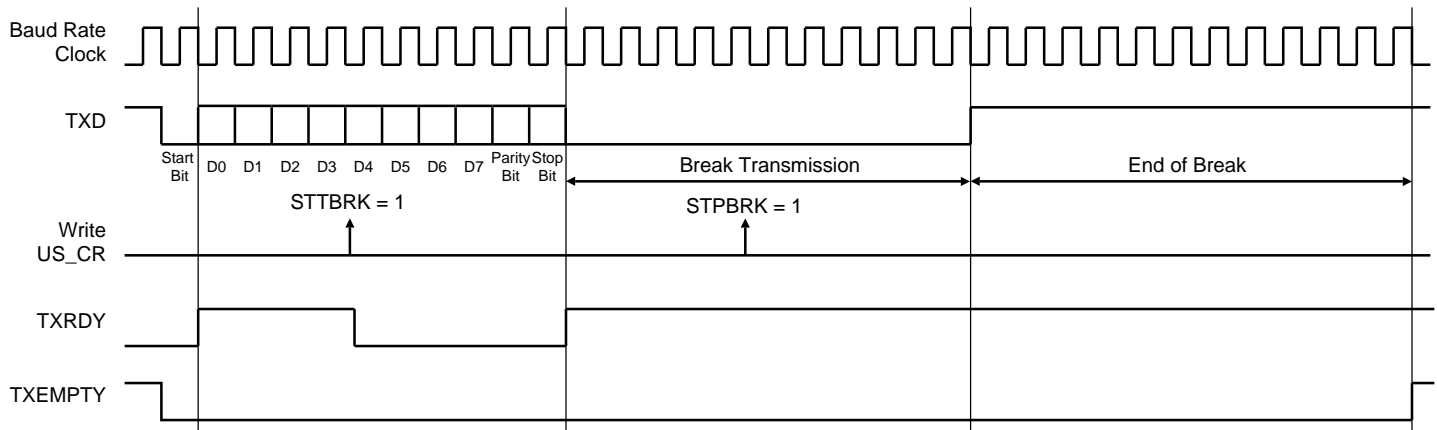 Baud Rate
Clock
TXD
Start
Bit
D0 D1 D2 D3 D4 D5 D6 D7
Parity
Bit
Stop
Bit
Break Transmission
End of Break
STTBRK = 1
STPBRK = 1
Write
US_CR
TXRDY
TXEMPTY